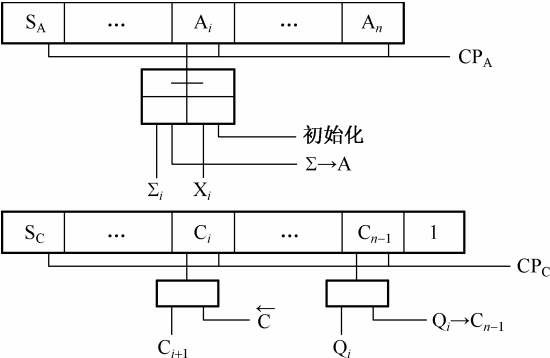 S_A ... A_i ... A_n
CP_A
初始化
Σ→A
Σ_i X_i
S_C ... C_i ... C_{n-1} 1
CP_C
←C
Q_i→C_{n-1}
C_{i+1} Q_i